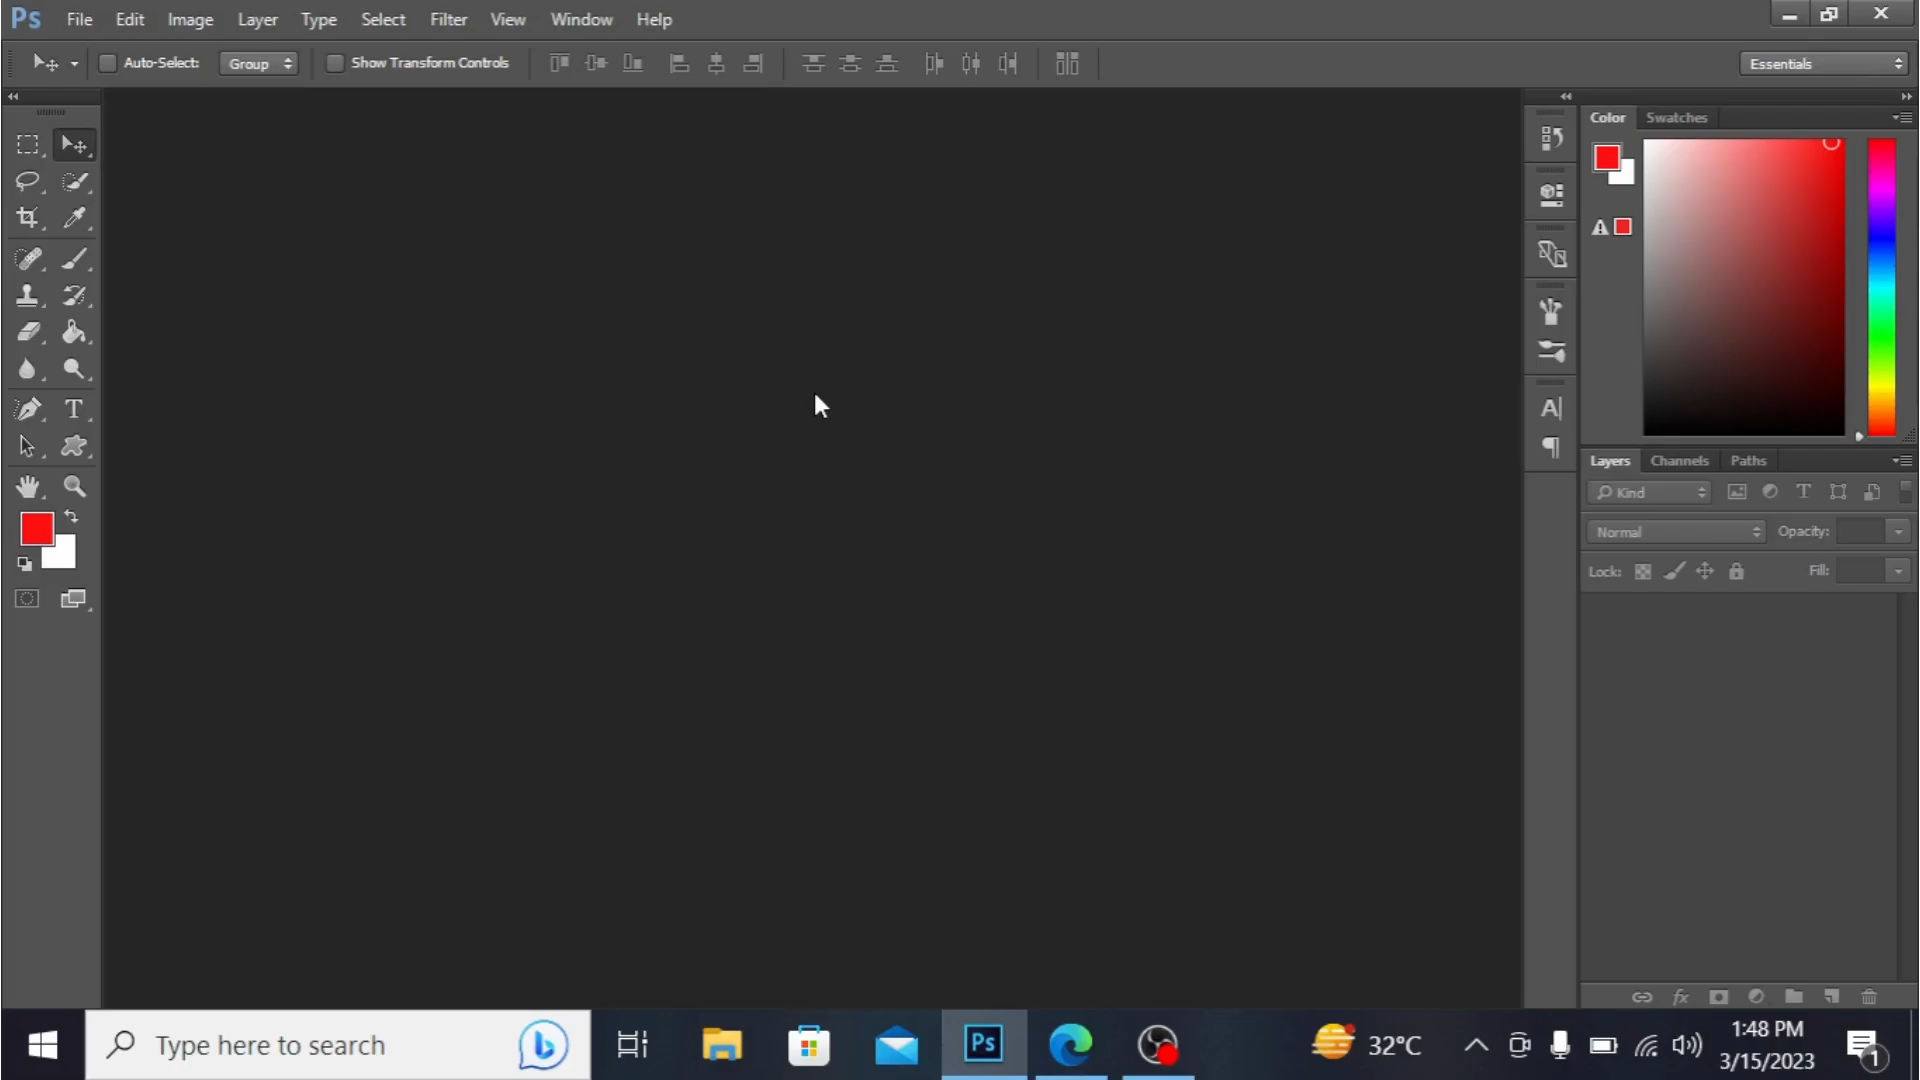 Ps File Edit Image Layer Type Select Filter View Window Help
Auto-Select: Group Show Transform Controls Essentials
Color Swatches
Layers Channels Paths
Kind
Normal Opacity:
Lock: Fill:
Type here to search
Ps
32°C
1:48 PM
3/15/2023
1